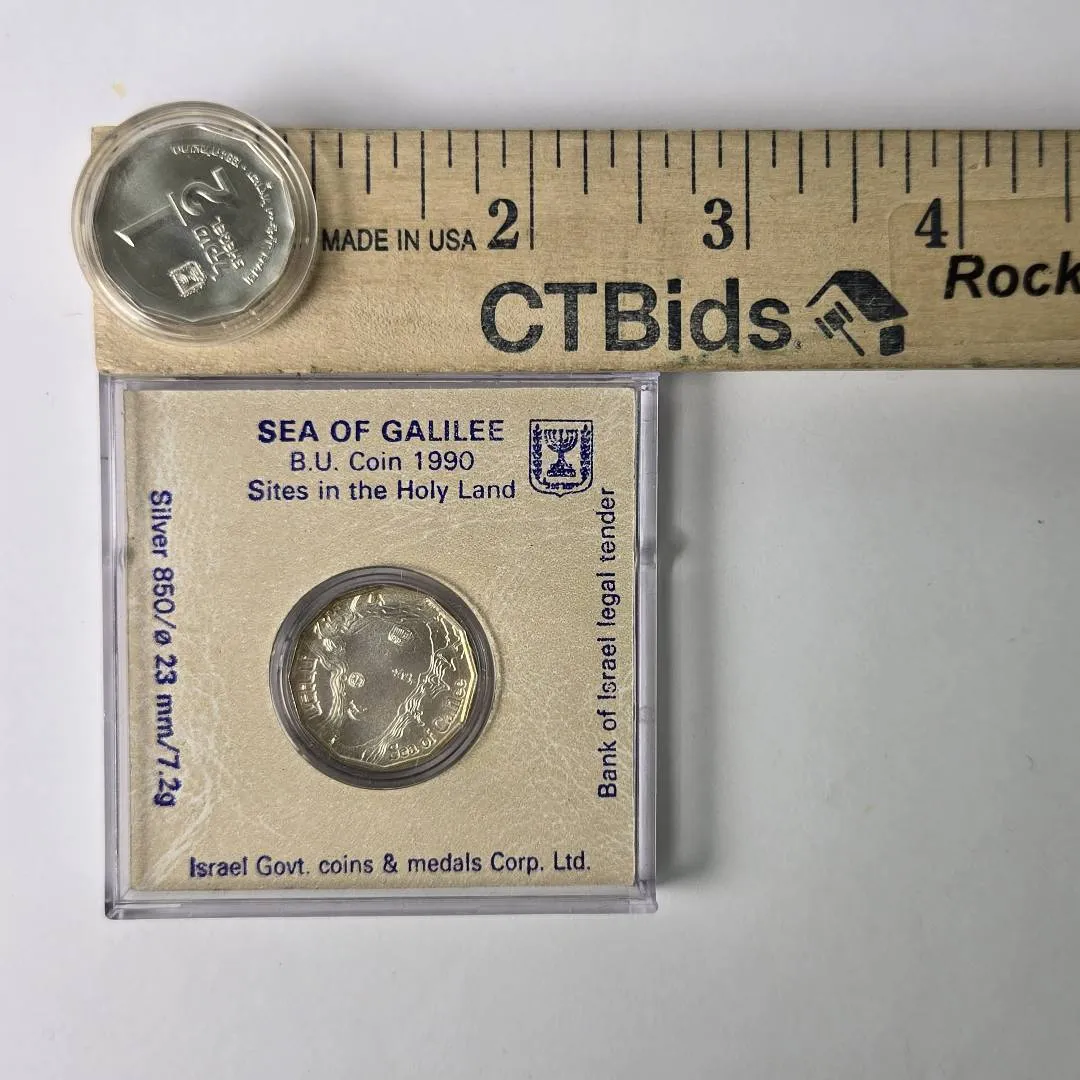 1
2
MADE IN USA 2 3 4
CTBids
Rock
SEA OF GALILEE
B.U. Coin 1990
Sites in the Holy Land
Silver 850/ø 23 mm/7.2g
Bank of Israel legal tender
Sea of Galilee
Israel Govt. coins & medals Corp. Ltd.